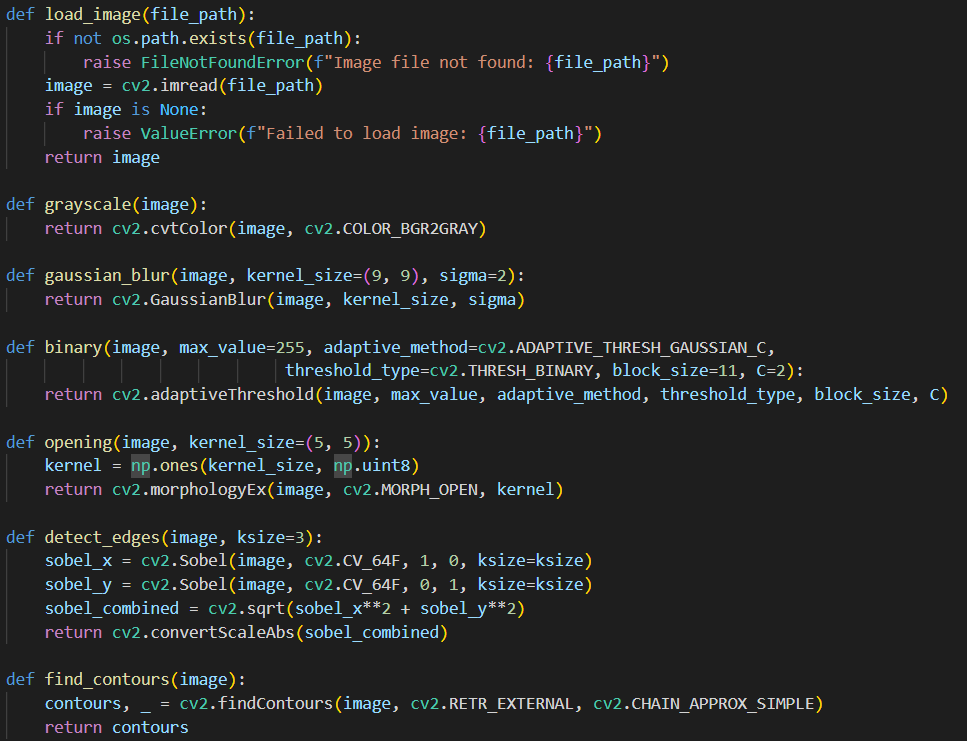 def load_image(file_path):
    if not os.path.exists(file_path):
        raise FileNotFoundError(f"Image file not found: {file_path}")
    image = cv2.imread(file_path)
    if image is None:
        raise ValueError(f"Failed to load image: {file_path}")
    return image

def grayscale(image):
    return cv2.cvtColor(image, cv2.COLOR_BGR2GRAY)

def gaussian_blur(image, kernel_size=(9, 9), sigma=2):
    return cv2.GaussianBlur(image, kernel_size, sigma)

def binary(image, max_value=255, adaptive_method=cv2.ADAPTIVE_THRESH_GAUSSIAN_C,
                             threshold_type=cv2.THRESH_BINARY, block_size=11, C=2):
    return cv2.adaptiveThreshold(image, max_value, adaptive_method, threshold_type, block_size, C)

def opening(image, kernel_size=(5, 5)):
    kernel = np.ones(kernel_size, np.uint8)
    return cv2.morphologyEx(image, cv2.MORPH_OPEN, kernel)

def detect_edges(image, ksize=3):
    sobel_x = cv2.Sobel(image, cv2.CV_64F, 1, 0, ksize=ksize)
    sobel_y = cv2.Sobel(image, cv2.CV_64F, 0, 1, ksize=ksize)
    sobel_combined = cv2.sqrt(sobel_x**2 + sobel_y**2)
    return cv2.convertScaleAbs(sobel_combined)

def find_contours(image):
    contours, _ = cv2.findContours(image, cv2.RETR_EXTERNAL, cv2.CHAIN_APPROX_SIMPLE)
    return contours